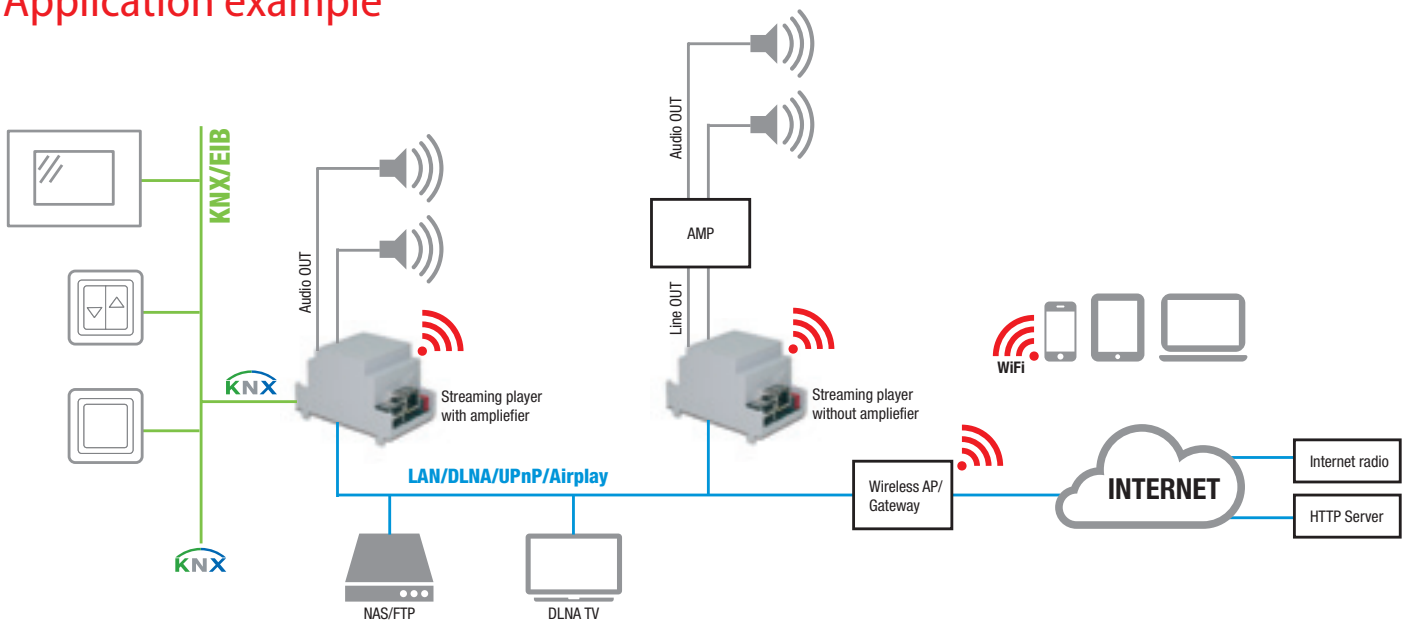 Application example
KNX/EIB
KNX
KNX
Audio OUT
Streaming player
with ampliefier
Audio OUT
AMP
Line OUT
Streaming player
without ampliefier
WiFi
LAN/DLNA/UPnP/Airplay
NAS/FTP
DLNA TV
Wireless AP/
Gateway
INTERNET
Internet radio
HTTP Server